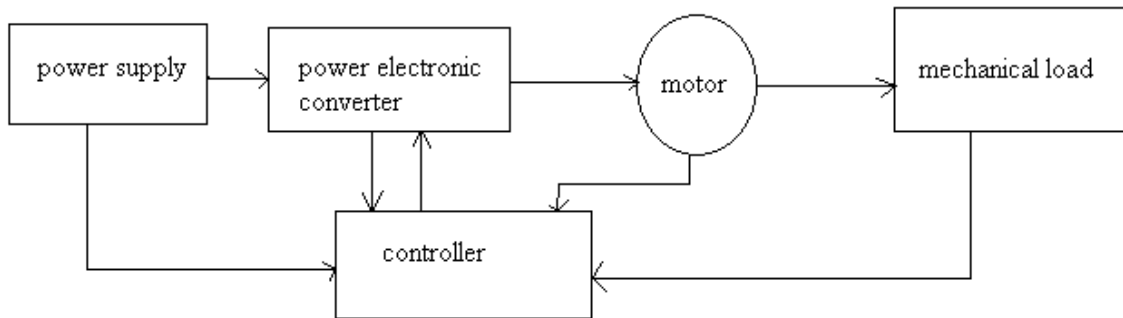 power supply
power electronic
converter
motor
mechanical load
controller